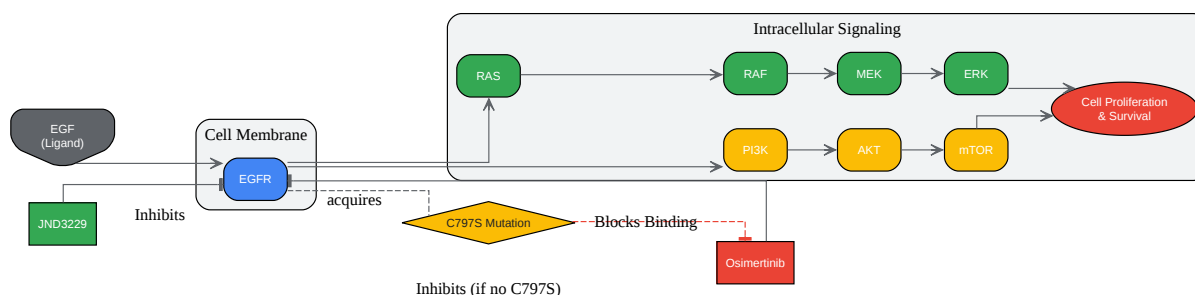 Intracellular Signaling
RAS
RAF
MEK
ERK
Cell Proliferation
& Survival
EGF
(Ligand)
Cell Membrane
EGFR
PI3K
AKT
mTOR
JND3229
Inhibits
acquires
C797S Mutation
Blocks Binding
Osimertinib
Inhibits (if no C797S)